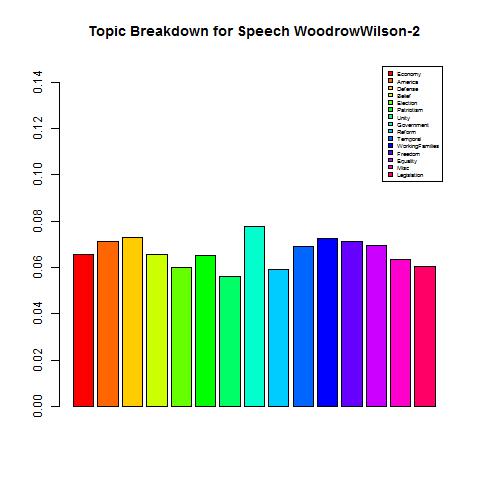 Topic Breakdown for Speech WoodrowWilson-2
0.14
0.12
0.10
0.08
0.06
0.04
0.02
0.00
Economy
America
Defense
Belief
Election
Patriotism
Unity
Government
Reform
Temporal
WorkingFamilies
Freedom
Equality
Misc
Legislation